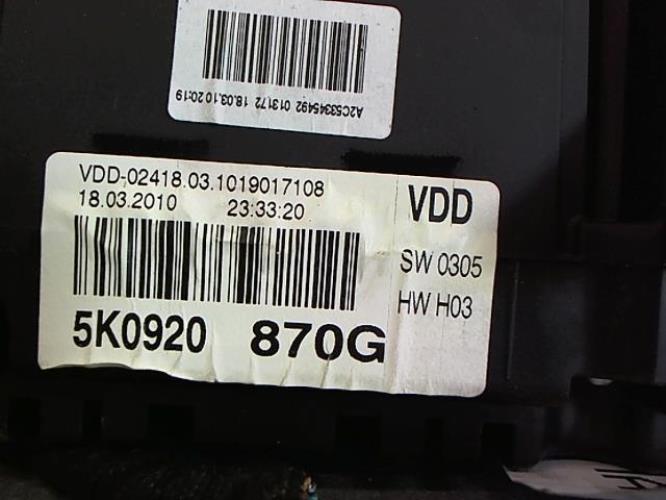 A2C53345492 013172 18.03.10 20:19
VDD-02418.03.1019017108
18.03.2010 23:33:20
VDD
SW 0305
HW H03
5K0920 870G